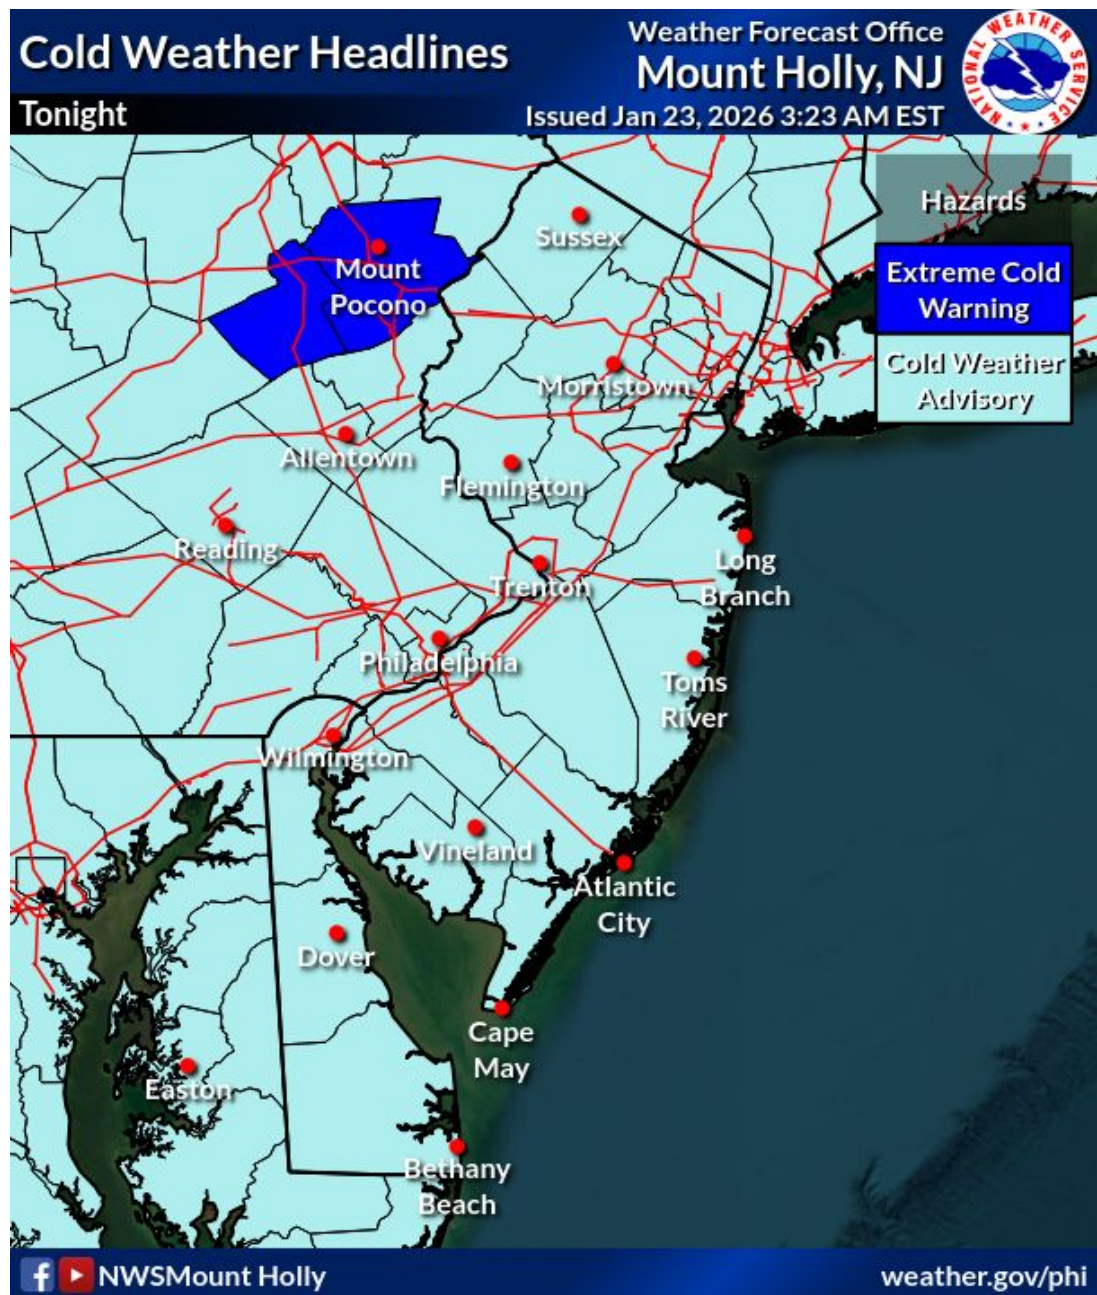 Cold Weather Headlines
Tonight
Weather Forecast Office
Mount Holly, NJ
Issued Jan 23, 2026 3:23 AM EST
NATIONAL WEATHER SERVICE
Hazards
Extreme Cold
Warning
Cold Weather
Advisory
Sussex
Mount
Pocono
Morristown
Allentown
Flemington
Reading
Long
Branch
Trenton
Philadelphia
Toms
River
Wilmington
Vineland
Atlantic
City
Dover
Cape
May
Easton
Bethany
Beach
NWSMount Holly
weather.gov/phi